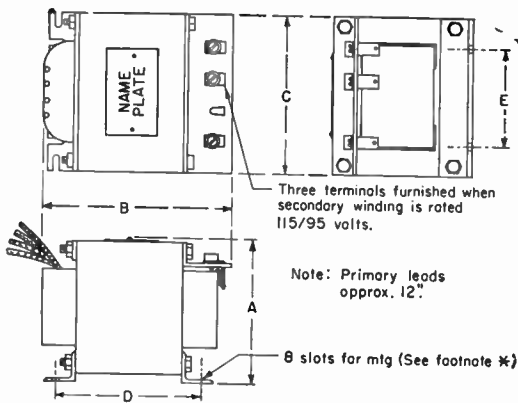 NAME
PLATE
C
E
B
Three terminals furnished when
secondary winding is rated
115/95 volts.
Note: Primary leads
approx. 12".
A
8 slots for mtg (See footnote *)
D